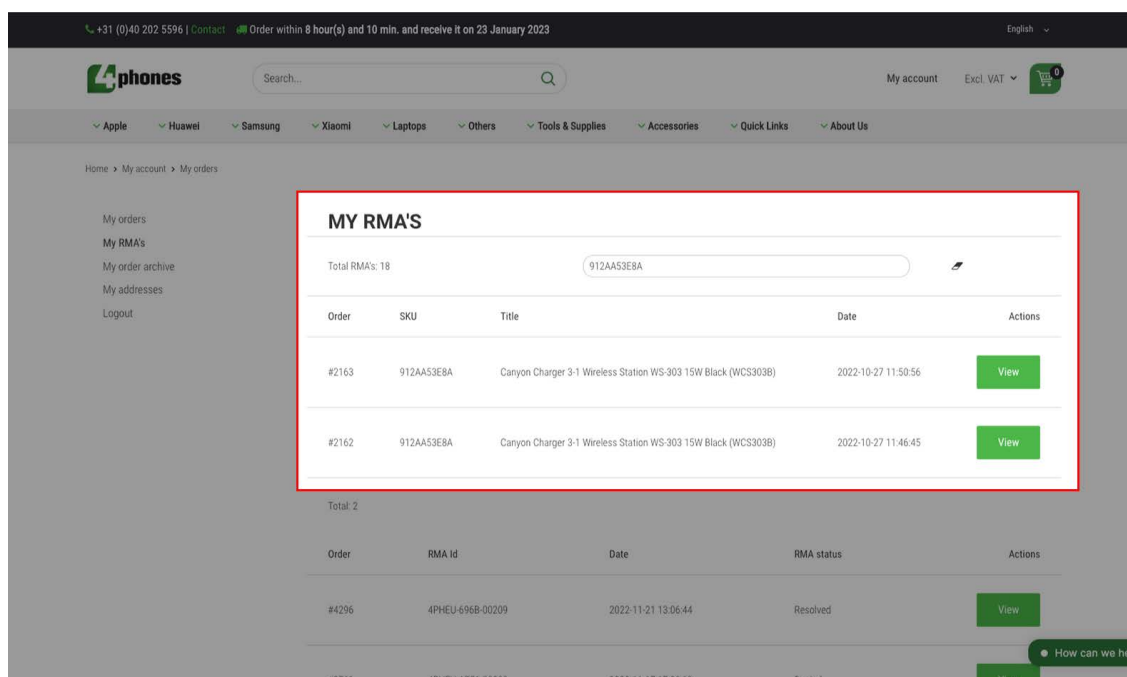 +31 (0)40 202 5596 | Contact Order within 8 hour(s) and 10 min. and receive it on 23 January 2023 English
4phones Search... My account Excl. VAT 0
Apple Huawei Samsung Xiaomi Laptops Others Tools & Supplies Accessories Quick Links About Us
Home > My account > My orders
My orders
My RMA's
My order archive
My addresses
Logout
MY RMA'S
Total RMA's: 18 912AA53E8A
Order SKU Title Date Actions
#2163 912AA53E8A Canyon Charger 3-1 Wireless Station WS-303 15W Black (WCS303B) 2022-10-27 11:50:56 View
#2162 912AA53E8A Canyon Charger 3-1 Wireless Station WS-303 15W Black (WCS303B) 2022-10-27 11:46:45 View
Total: 2
Order RMA Id Date RMA status Actions
#4296 4PHEU-696B-00209 2022-11-21 13:06:44 Resolved View
How can we he